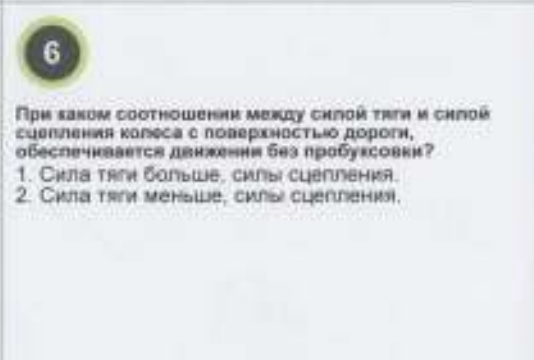 6
При каком соотношении между силой тяги и силой
сцепления колеса с поверхностью дороги,
обеспечивается движении без пробуксовки?
1. Сила тяги больше, силы сцепления.
2. Сила тяги меньше, силы сцепления.